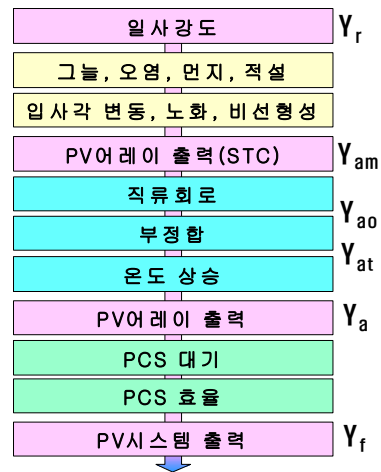 일사강도 Yr
그늘, 오염, 먼지, 적설
입사각 변동, 노화, 비선형성
PV어레이 출력(STC) Yam
직류회로
Yao
부정합
Yat
온도 상승
PV어레이 출력 Ya
PCS 대기
PCS 효율
PV시스템 출력 Yf